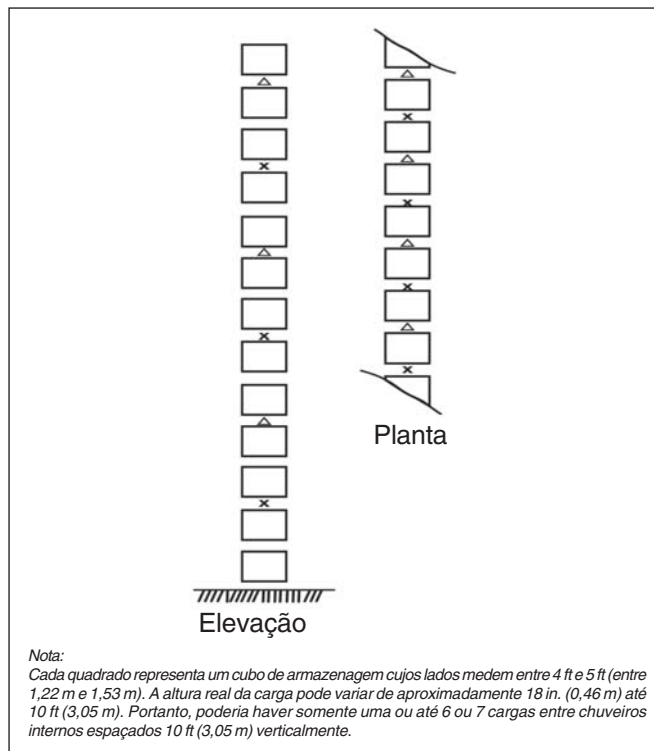 Planta
Elevação
Nota:
Cada quadrado representa um cubo de armazenagem cujos lados medem entre 4 ft e 5 ft (entre
1,22 m e 1,53 m). A altura real da carga pode variar de aproximadamente 18 in. (0,46 m) até
10 ft (3,05 m). Portanto, poderia haver somente uma ou até 6 ou 7 cargas entre chuveiros
internos espaçados 10 ft (3,05 m) verticalmente.